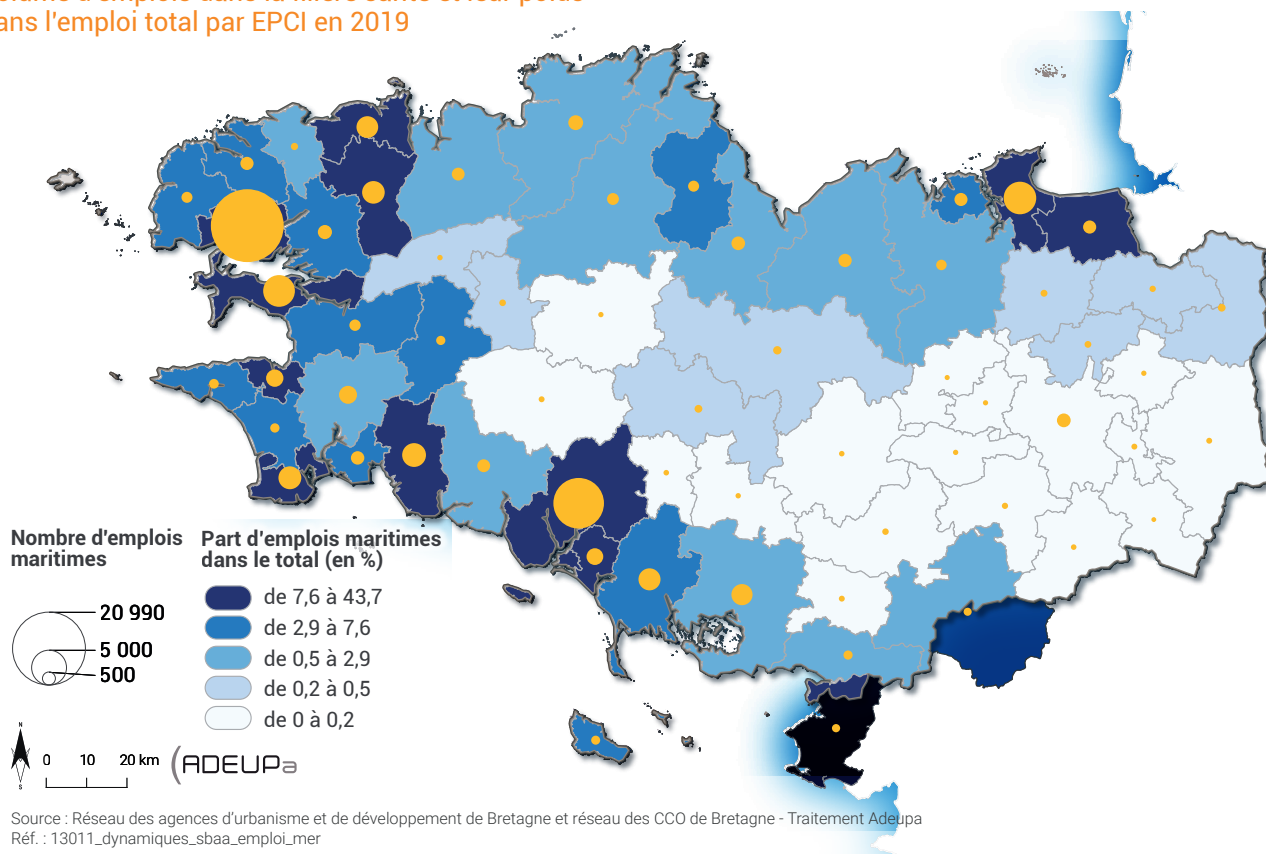 ans l'emploi total par EPCI en 2019
Nombre d'emplois
maritimes
20 990
5 000
500
Part d'emplois maritimes
dans le total (en %)
de 7,6 à 43,7
de 2,9 à 7,6
de 0,5 à 2,9
de 0,2 à 0,5
de 0 à 0,2
N
S
0 10 20 km
ADEUPa
Source : Réseau des agences d'urbanisme et de développement de Bretagne et réseau des CCO de Bretagne - Traitement Adeupa
Réf. : 13011_dynamiques_sbaa_emploi_mer